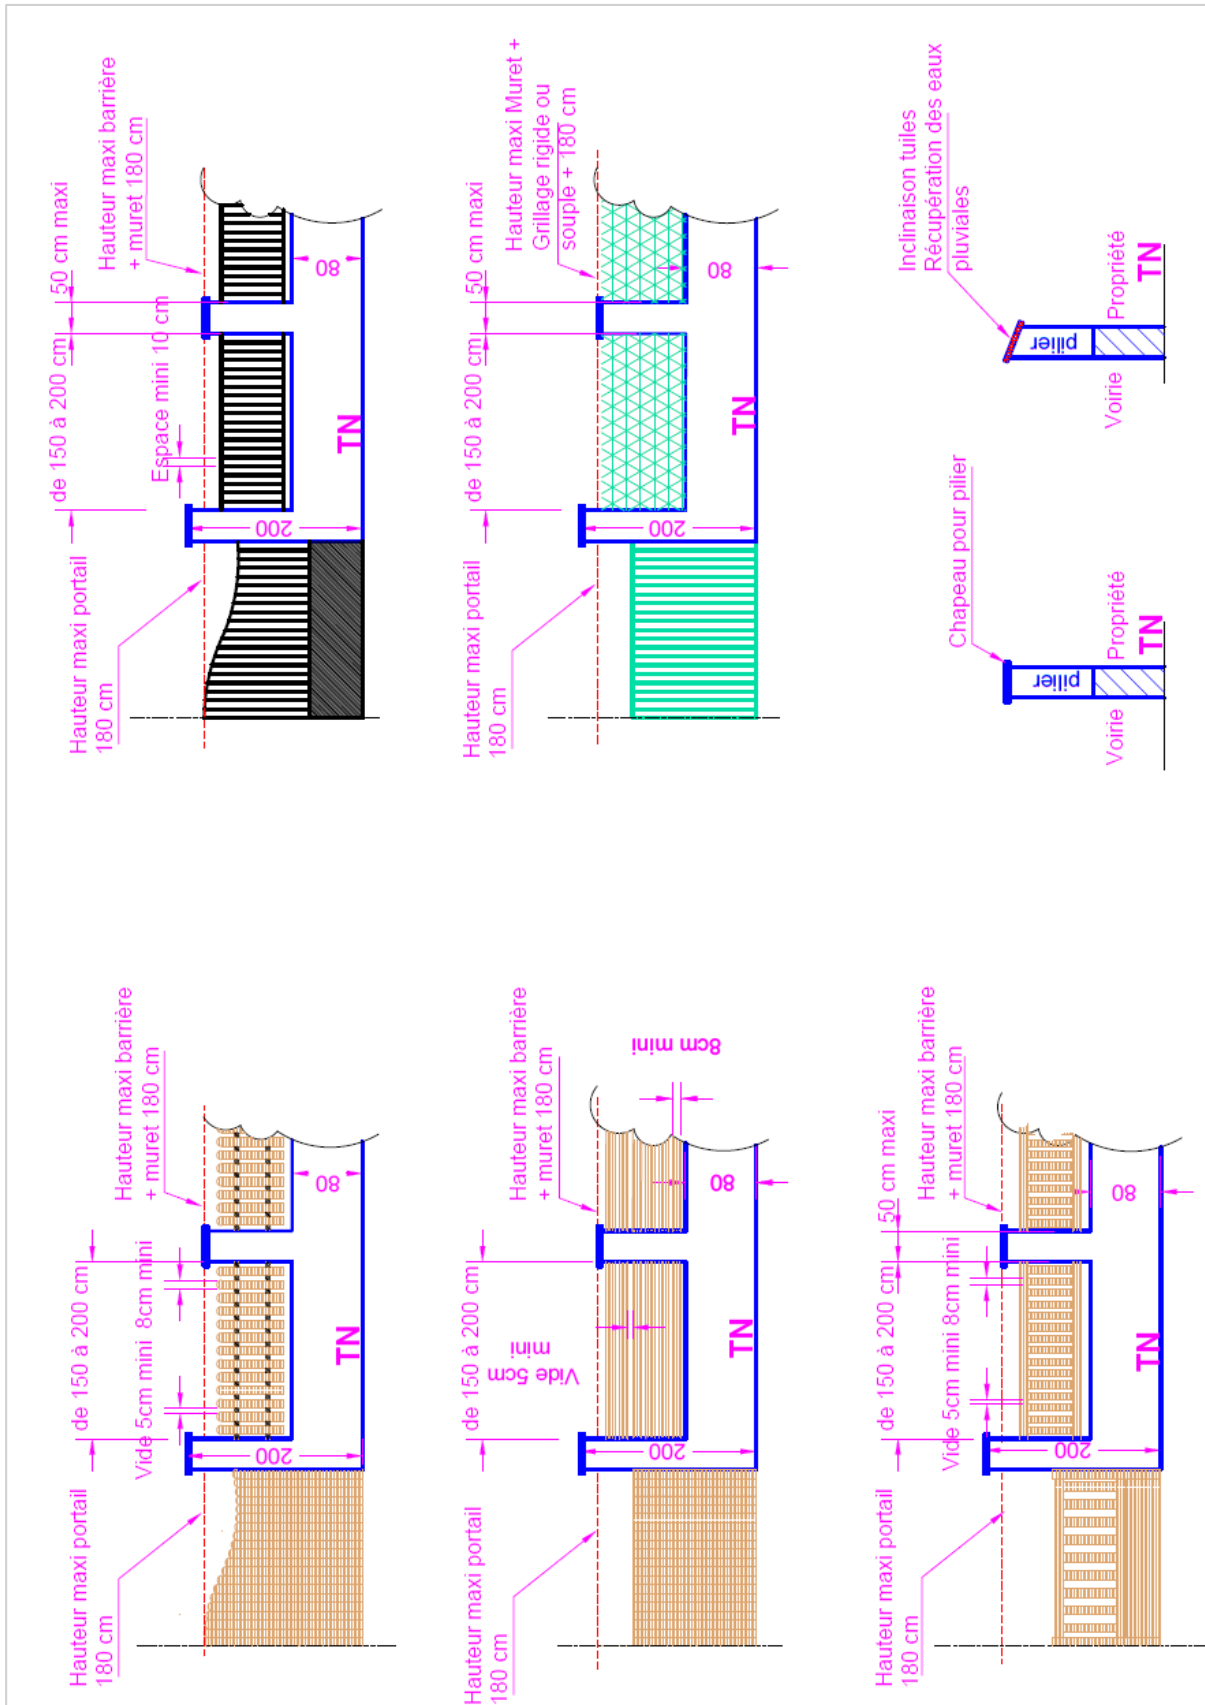 Hauteur maxi portail
180 cm
200
Vide 5cm mini
8cm mini
de 150 à 200 cm
TN
80
Hauteur maxi barrière
+ muret 180 cm
Hauteur maxi portail
180 cm
200
de 150 à 200 cm
Espace mini 10 cm
50 cm maxi
TN
80
Hauteur maxi barrière
+ muret 180 cm
Hauteur maxi portail
180 cm
200
Vide 5cm
mini
de 150 à 200 cm
TN
80
8cm mini
Hauteur maxi barrière
+ muret 180 cm
Hauteur maxi portail
180 cm
200
de 150 à 200 cm
50 cm maxi
TN
80
Hauteur maxi Muret +
Grillage rigide ou
souple + 180 cm
Hauteur maxi portail
180 cm
200
Vide 5cm mini
8cm mini
de 150 à 200 cm
50 cm maxi
TN
80
Hauteur maxi barrière
+ muret 180 cm
Chapeau pour pilier
pilier
Voirie
Propriété
TN
Inclinaison tuiles
Récupération des eaux
pluviales
pilier
Voirie
Propriété
TN